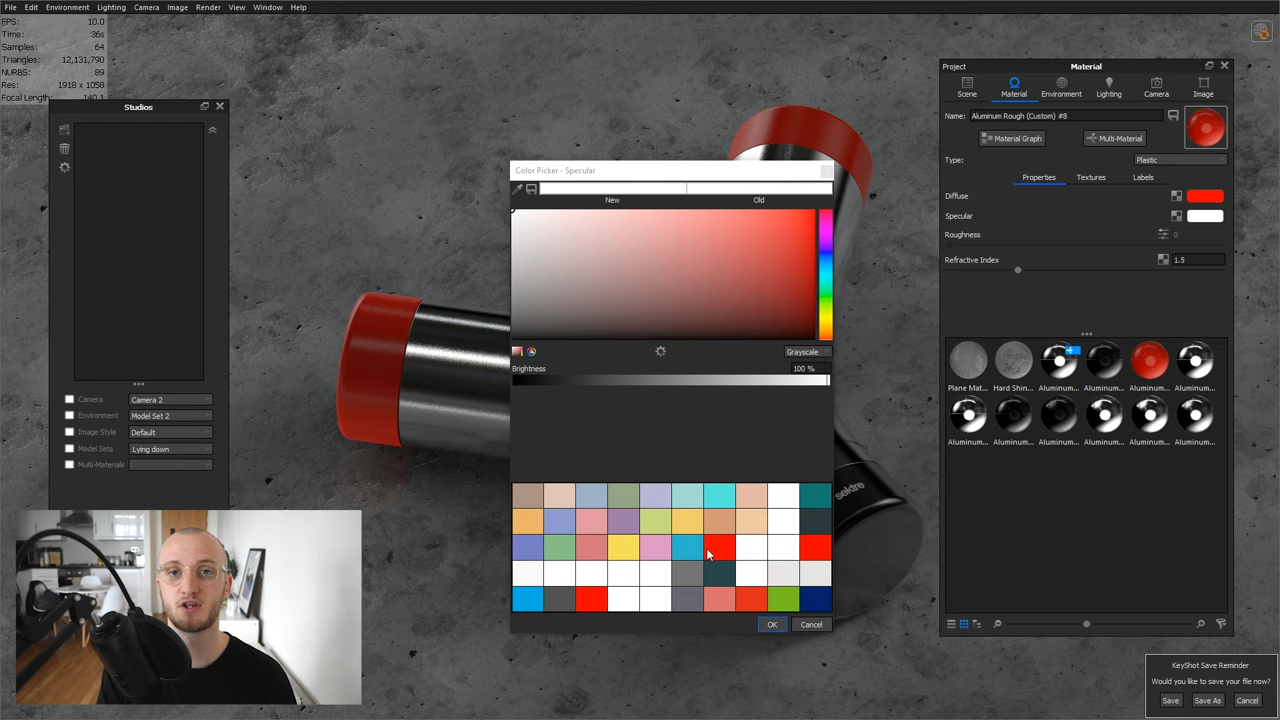 File Edit Environment Lighting Camera Image Render View Window Help
FPS: 10.0
Time: 36s
Samples: 64
Triangles: 12,131,790
NURBS: 89
Res: 1918 x 1058
Focal Length: 140.1
Studios
Camera Camera 2
Environment Model Set 2
Image Style Default
Model Sets Lying down
Multi-Materials
Color Picker - Specular
New Old
Grayscale
Brightness 100 %
OK Cancel
sektre
Project Material
Scene Material Environment Lighting Camera Image
Name: Aluminum Rough (Custom) #8
Material Graph Multi-Material
Type: Plastic
Properties Textures Labels
Diffuse
Specular
Roughness 0
Refractive Index 1.5
Plane Mat... Hard Shin... Aluminum... Aluminum... Aluminum... Aluminum...
Aluminum... Aluminum... Aluminum... Aluminum... Aluminum... Aluminum...
KeyShot Save Reminder
Would you like to save your file now?
Save Save As Cancel